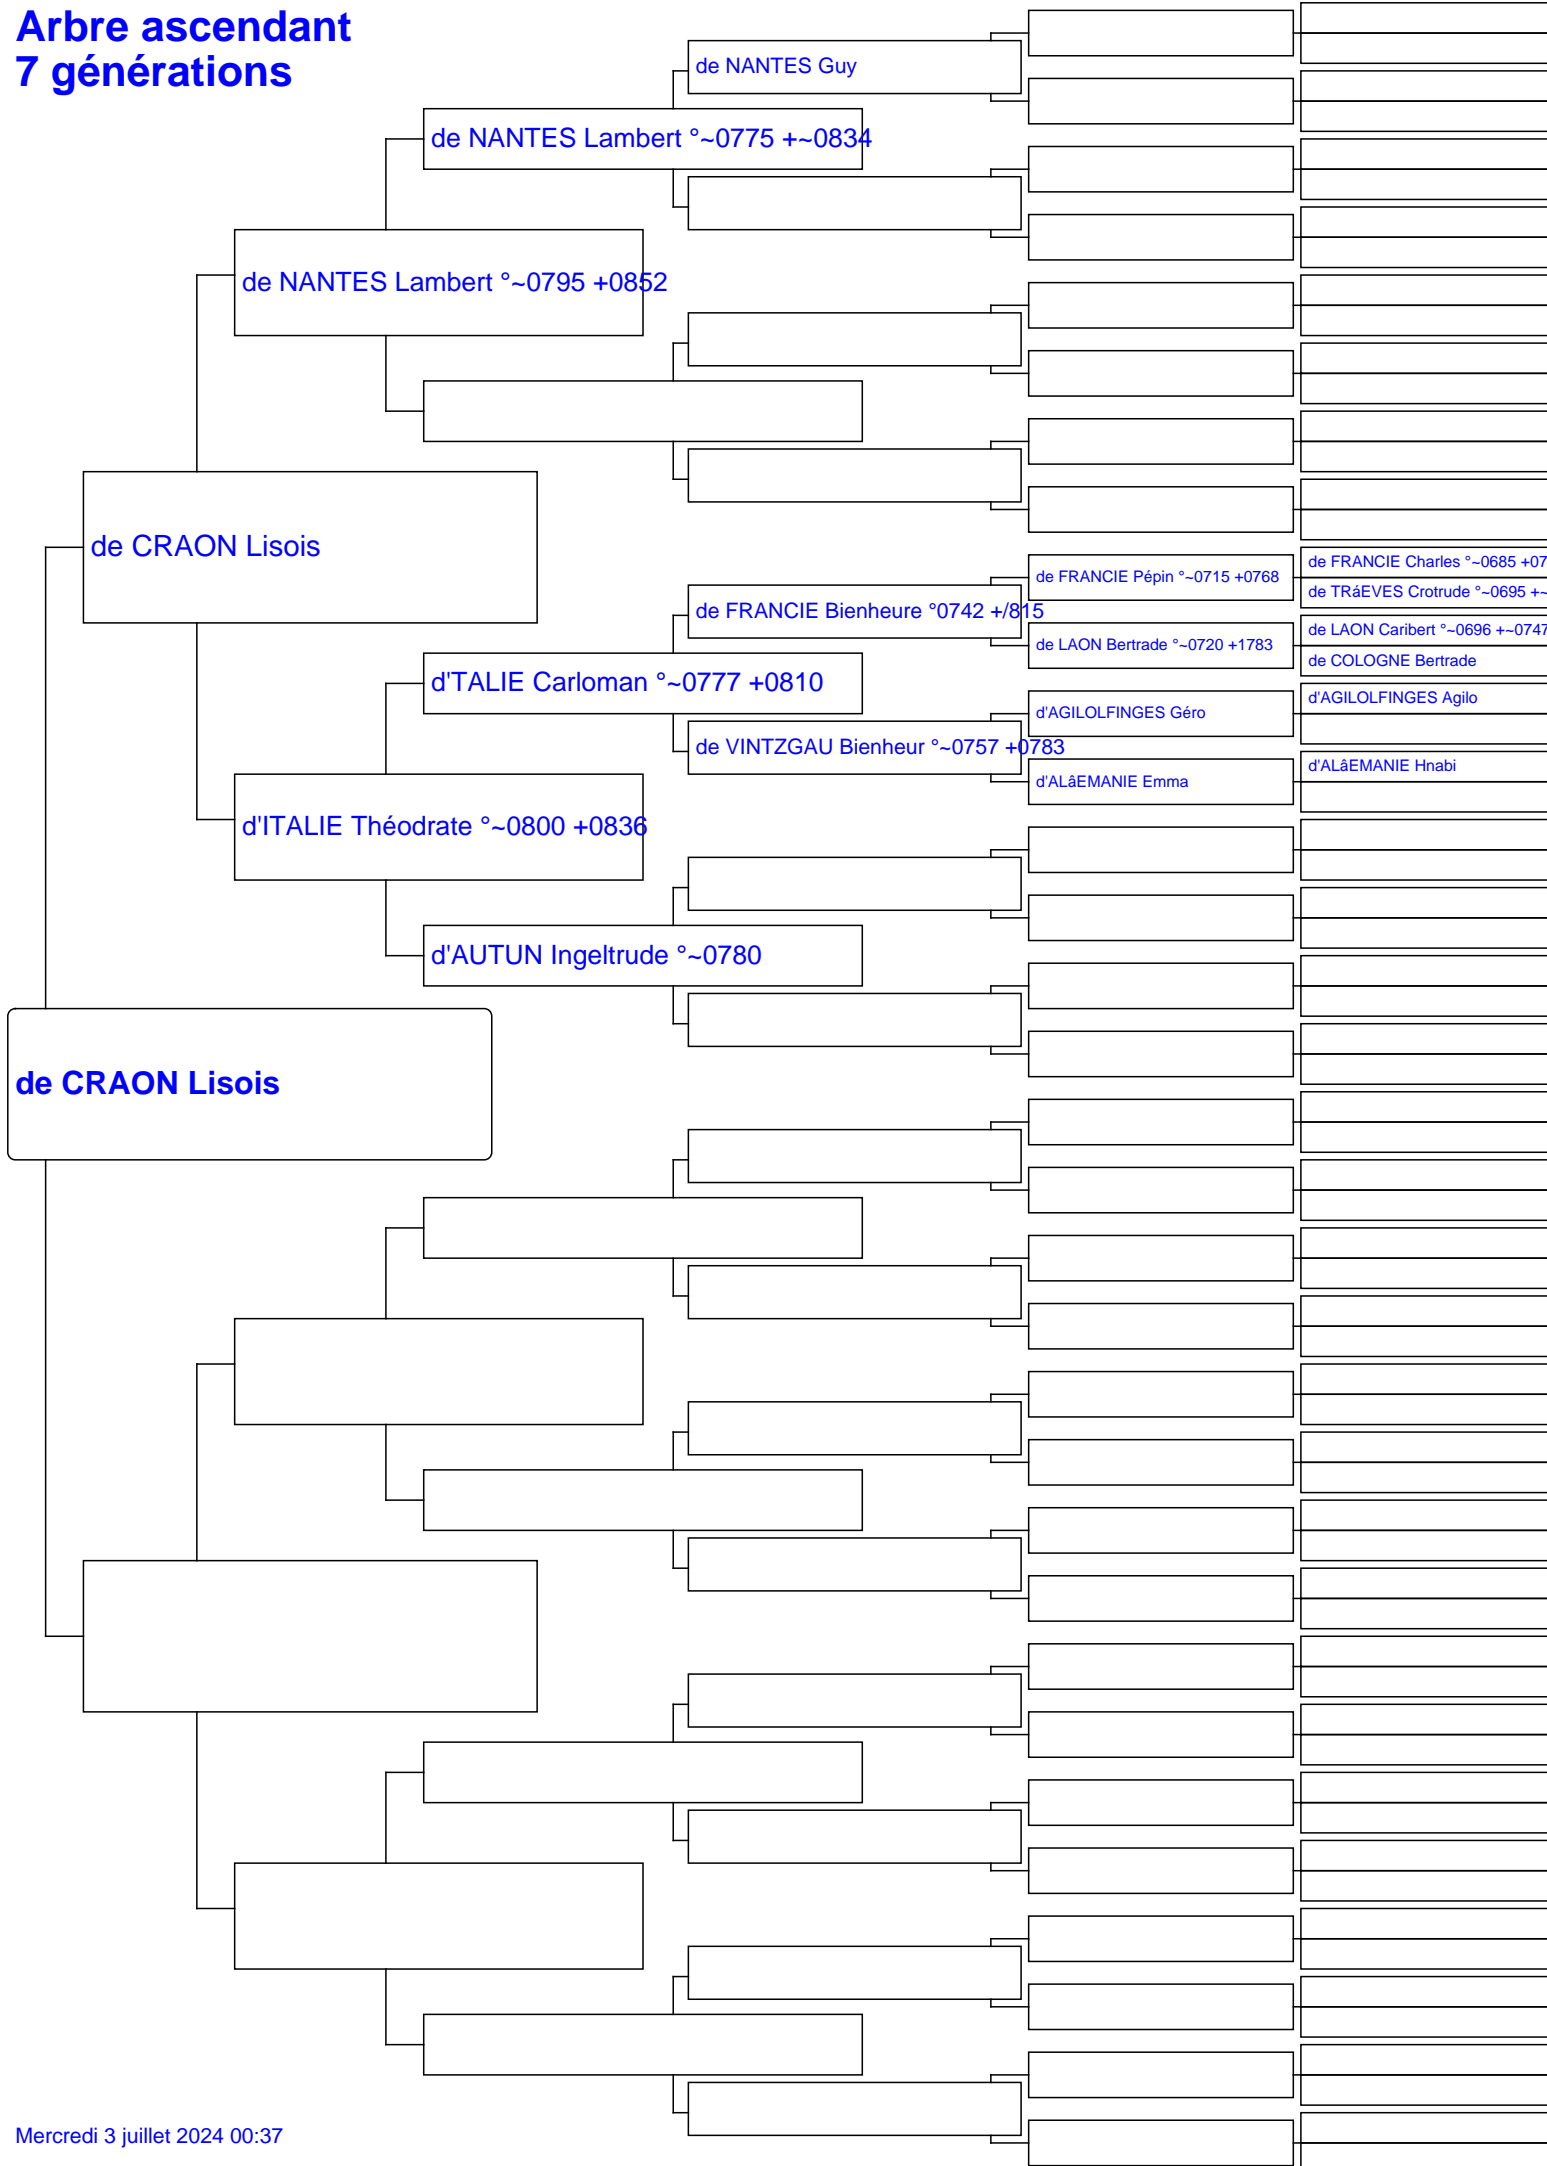 Arbre ascendant
7 générations
de NANTES Guy
de NANTES Lambert °~0775 +~0834
de NANTES Lambert °~0795 +0852
de CRAON Lisois
de FRANCIE Charles °~0685 +07
de FRANCIE Pépin °~0715 +0768
de TRáEVES Crotrude °~0695 +~
de FRANCIE Bienheure °0742 +/815
de LAON Caribert °~0696 +~0747
de LAON Bertrade °~0720 +1783
de COLOGNE Bertrade
d'TALIE Carloman °~0777 +0810
d'AGILOLFINGES Agilo
d'AGILOLFINGES Géro
de VINTZGAU Bienheur °~0757 +0783
d'ALâEMANIE Hnabi
d'ALâEMANIE Emma
d'ITALIE Théodrate °~0800 +0836
d'AUTUN Ingeltrude °~0780
de CRAON Lisois
Mercredi 3 juillet 2024 00:37